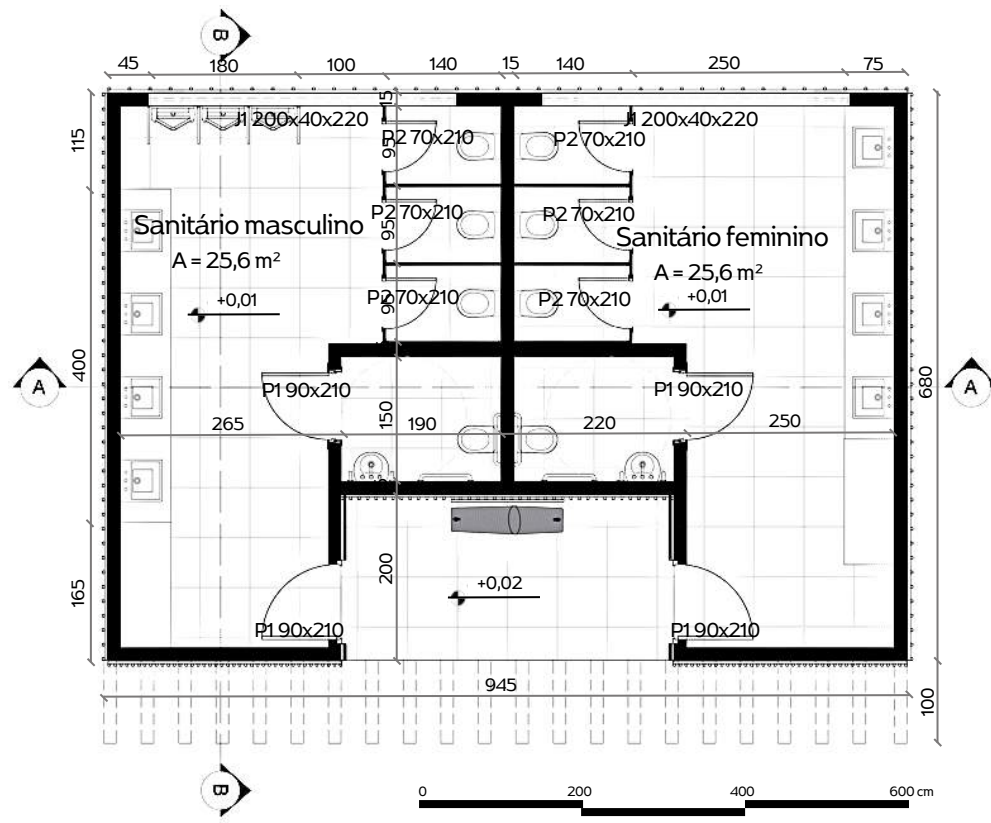 B
45 180 100 140 15 140 250 75
15
J1 200x40x220
J1 200x40x220
115
95
P2 70x210
P2 70x210
P2 70x210
P2 70x210
95
Sanitário masculino
Sanitário feminino
A = 25,6 m²
A = 25,6 m²
P2 70x210
P2 70x210
+0,01
+0,01
400
A
P1 90x210
P1 90x210
680
A
265
150
190
220
250
200
+0,02
165
P1 90x210
P1 90x210
945
100
B
0 200 400 600 cm